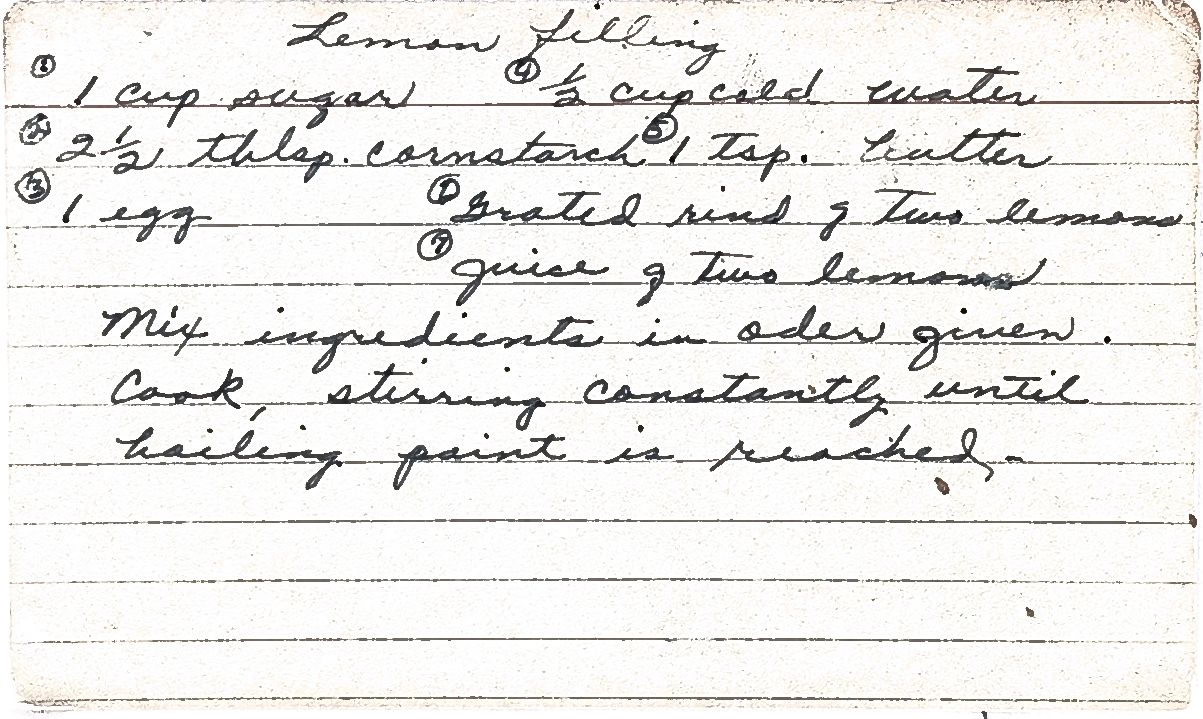 Lemon filling
① 1 cup sugar ④ ½ cup cold water
② 2½ tblsp. cornstarch ⑤ 1 tsp. butter
③ 1 egg ① Grated rind of two lemons
⑦ juice of two lemons
Mix ingredients in oder given.
Cook, stirring constantly until
boiling point is reached.